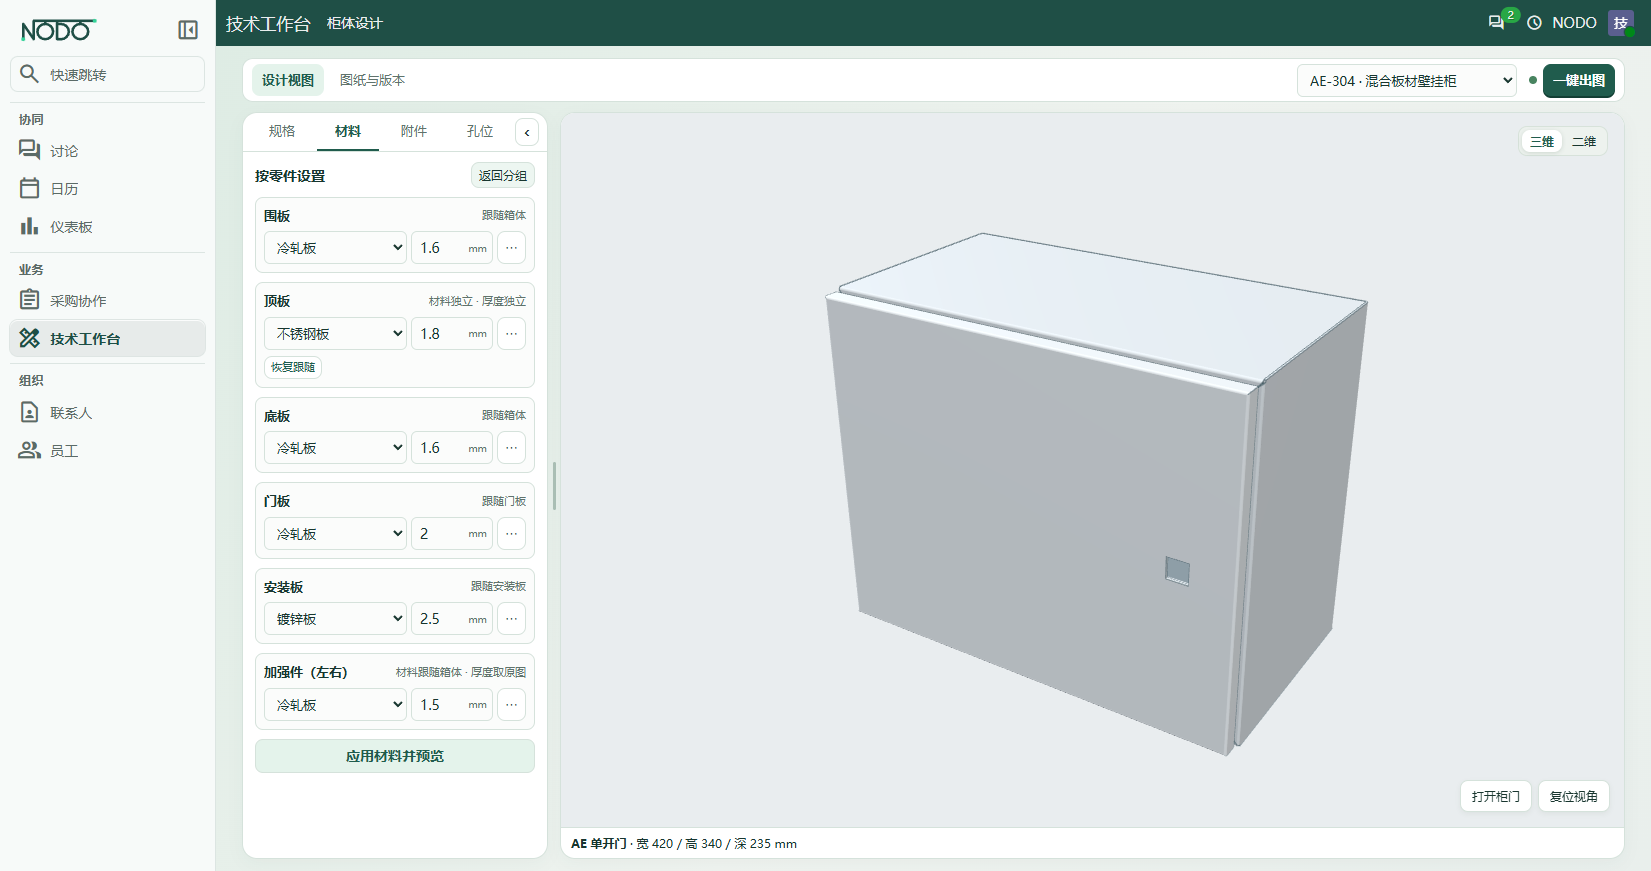 NODO
快速跳转
协同
讨论
日历
仪表板
业务
采购协作
技术工作台
组织
联系人
员工
技术工作台 柜体设计
2 NODO 技
设计视图 图纸与版本
AE-304 · 混合板材壁挂柜 一键出图
规格 材料 附件 孔位 ‹
按零件设置 返回分组
围板 跟随箱体
冷轧板 1.6 mm ···
顶板 材料独立 · 厚度独立
不锈钢板 1.8 mm ···
恢复跟随
底板 跟随箱体
冷轧板 1.6 mm ···
门板 跟随门板
冷轧板 2 mm ···
安装板 跟随安装板
镀锌板 2.5 mm ···
加强件（左右） 材料跟随箱体 · 厚度取原图
冷轧板 1.5 mm ···
应用材料并预览
三维 二维
打开柜门 复位视角
AE 单开门 · 宽 420 / 高 340 / 深 235 mm